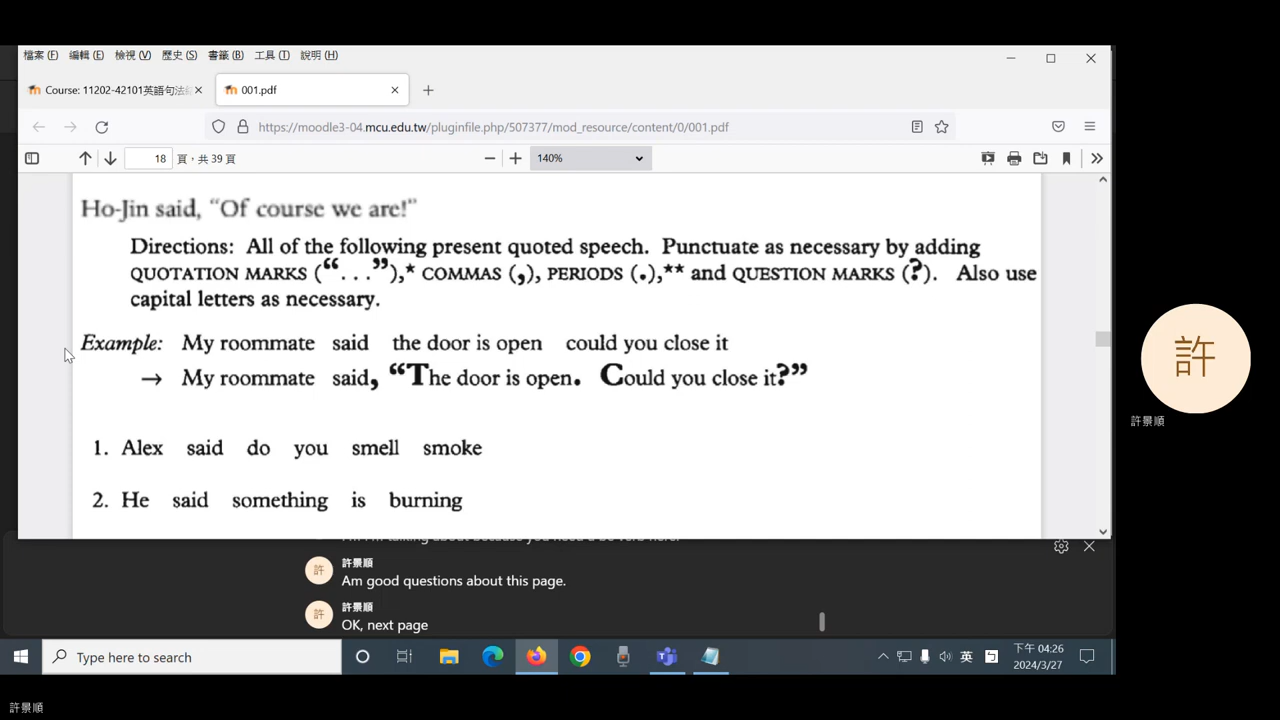 檔案(F) 編輯(E) 檢視(V) 歷史(S) 書籤(B) 工具(T) 說明(H)
Course: 11202-42101英語句法
001.pdf
https://moodle3-04.mcu.edu.tw/pluginfile.php/507377/mod_resource/content/0/001.pdf
18 頁，共 39 頁
140%
Ho-Jin said, “Of course we are!”
Directions: All of the following present quoted speech. Punctuate as necessary by adding
QUOTATION MARKS (“...”),* COMMAS (,), PERIODS (.),** and QUESTION MARKS (?). Also use
capital letters as necessary.
Example: My roommate said the door is open could you close it
→ My roommate said, “The door is open. Could you close it?”
1. Alex said do you smell smoke
2. He said something is burning
許
許景順
許景順
許
Am good questions about this page.
許景順
許
OK, next page
Type here to search
英
下午 04:26
2024/3/27
許景順